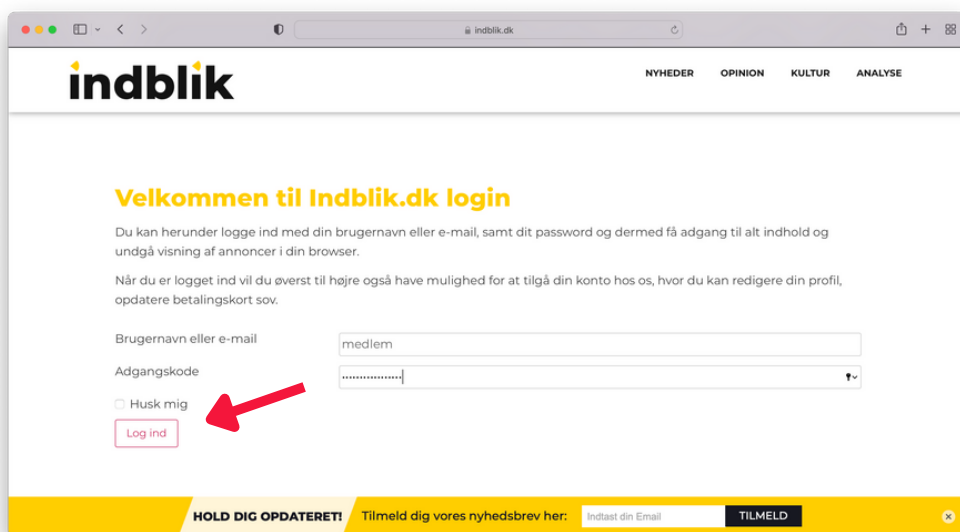 indblik.dk
indblik
NYHEDER OPINION KULTUR ANALYSE
Velkommen til Indblik.dk login
Du kan herunder logge ind med din brugernavn eller e-mail, samt dit password og dermed få adgang til alt indhold og
undgå visning af annoncer i din browser.
Når du er logget ind vil du øverst til højre også have mulighed for at tilgå din konto hos os, hvor du kan redigere din profil,
opdatere betalingskort sov.
Brugernavn eller e-mail
medlem
Adgangskode
Husk mig
Log ind
HOLD DIG OPDATERET! Tilmeld dig vores nyhedsbrev her: Indtast din Email TILMELD